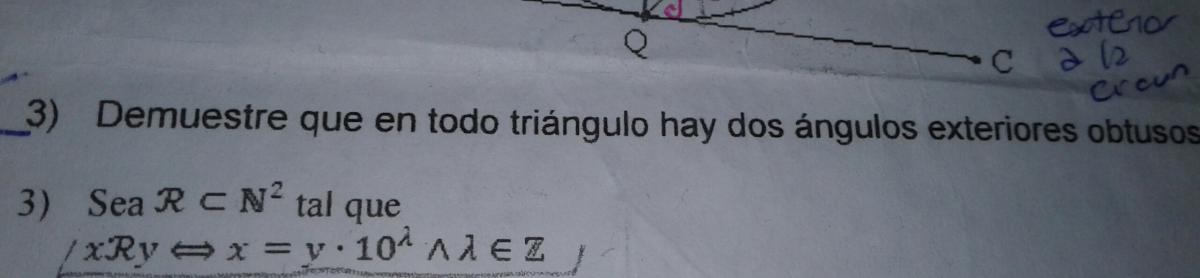 d
Q
C
exterior
a la
circun
3) Demuestre que en todo triángulo hay dos ángulos exteriores obtusos
3) Sea ℛ ⊂ ℕ² tal que
xℛy ⟺ x = y · 10^λ ∧ λ ∈ ℤ